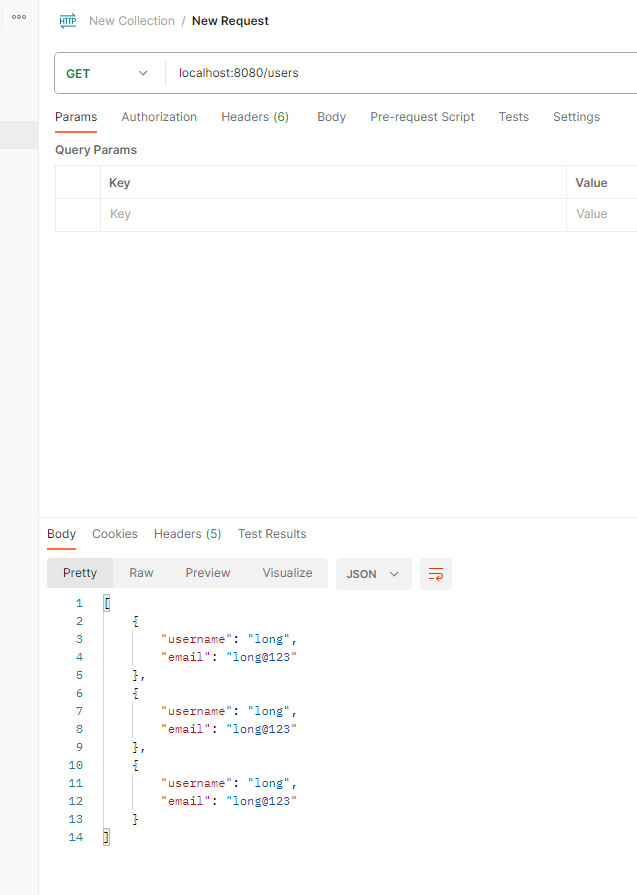 New Collection / New Request
GET localhost:8080/users
Params Authorization Headers (6) Body Pre-request Script Tests Settings
Query Params
Key Value
Key Value
Body Cookies Headers (5) Test Results
Pretty Raw Preview Visualize JSON
1 [
2 {
3 "username": "long",
4 "email": "long@123"
5 },
6 {
7 "username": "long",
8 "email": "long@123"
9 },
10 {
11 "username": "long",
12 "email": "long@123"
13 }
14 ]